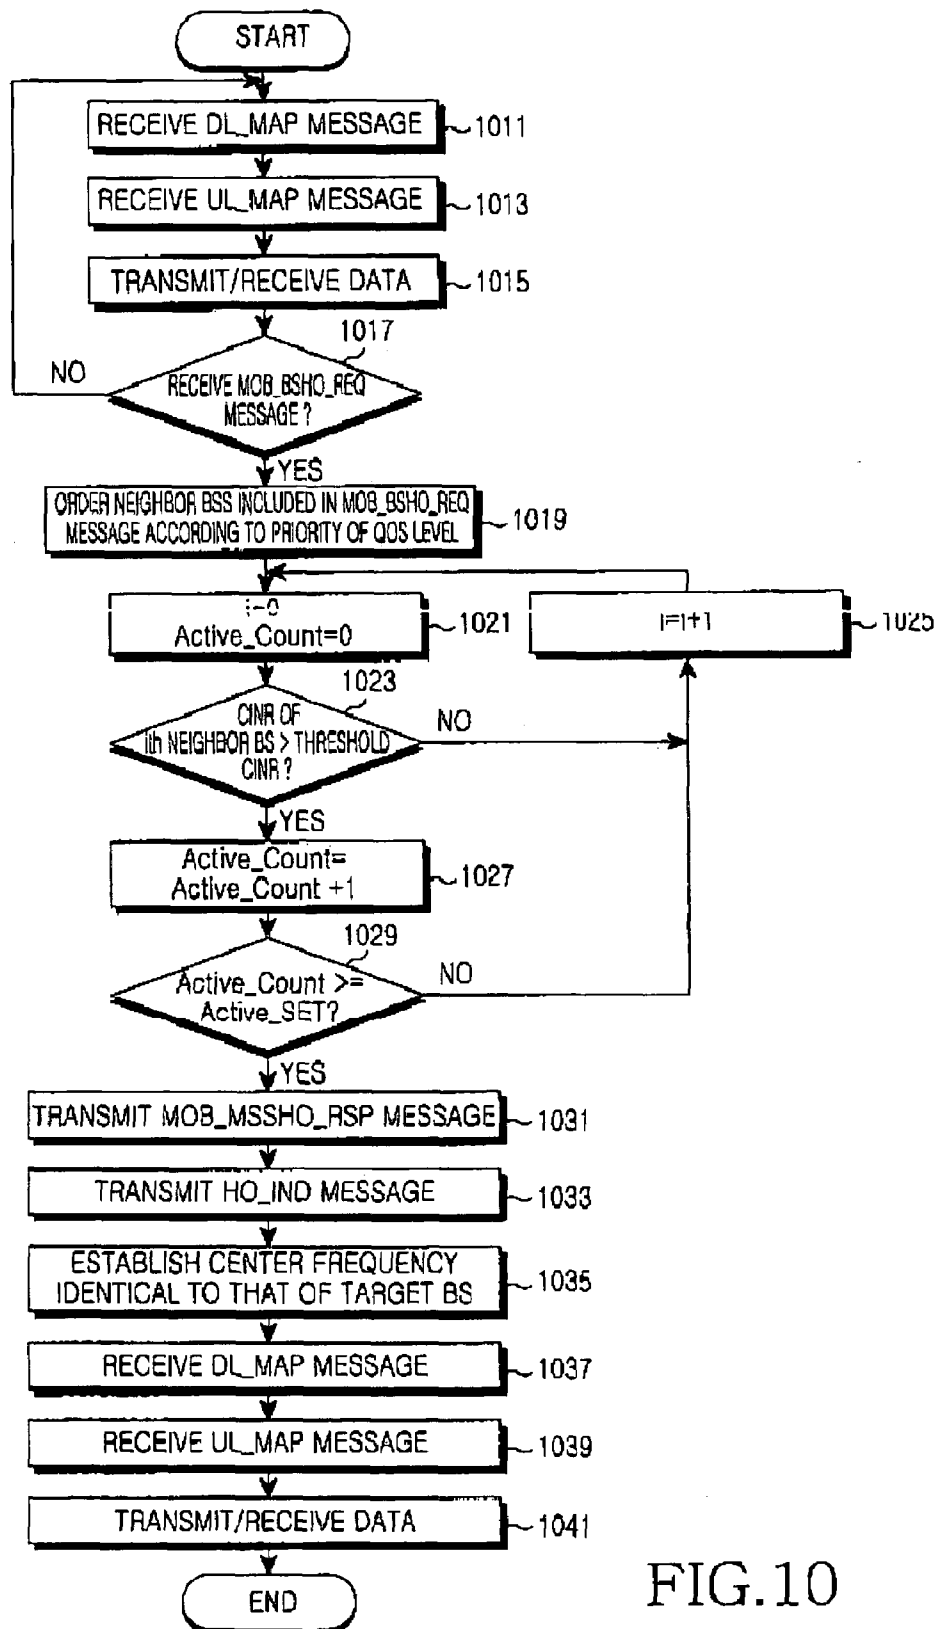 START
RECEIVE DL_MAP MESSAGE
1011
RECEIVE UL_MAP MESSAGE
1013
TRANSMIT/RECEIVE DATA
1015
1017
NO
RECEIVE MOB_BSHO_REQ
MESSAGE ?
YES
ORDER NEIGHBOR BSS INCLUDED IN MOB_BSHO_REQ
MESSAGE ACCORDING TO PRIORITY OF QOS LEVEL
1019
i=0
Active_Count=0
1021
i=i+1
1025
1023
CINR OF
ith NEIGHBOR BS > THRESHOLD
CINR ?
NO
YES
Active_Count=
Active_Count +1
1027
1029
Active_Count >=
Active_SET?
NO
YES
TRANSMIT MOB_MSSHO_RSP MESSAGE
1031
TRANSMIT HO_IND MESSAGE
1033
ESTABLISH CENTER FREQUENCY
IDENTICAL TO THAT OF TARGET BS
1035
RECEIVE DL_MAP MESSAGE
1037
RECEIVE UL_MAP MESSAGE
1039
TRANSMIT/RECEIVE DATA
1041
END
FIG.10